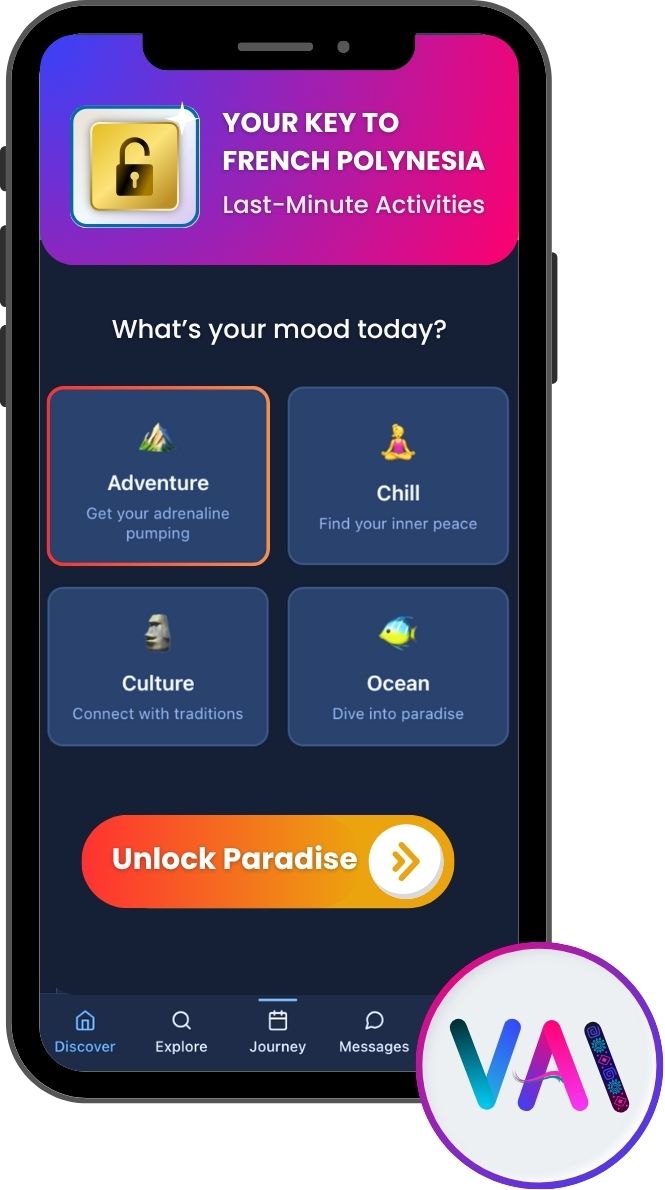 YOUR KEY TO
FRENCH POLYNESIA
Last-Minute Activities
What’s your mood today?
Adventure
Get your adrenaline
pumping
Chill
Find your inner peace
Culture
Connect with traditions
Ocean
Dive into paradise
Unlock Paradise
Discover
Explore
Journey
Messages
VAI